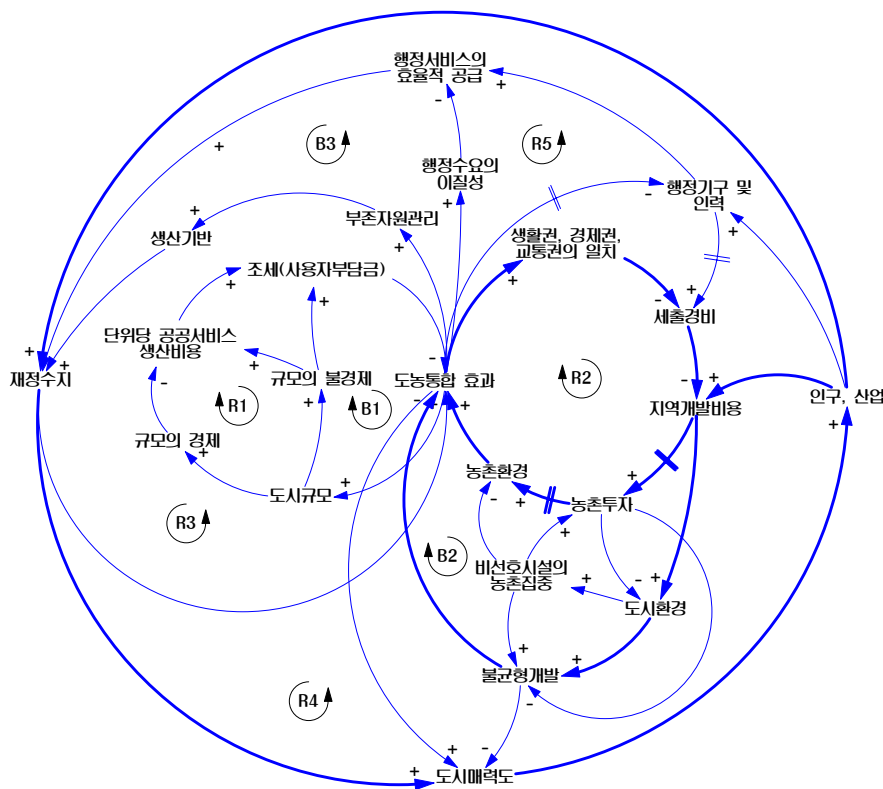 행정서비스의
효율적 공급
-
+
B3
R5
+
행정수요의
이질성
+
-
행정기구 및
인력
+
부존자원관리
+
생산기반
+
생활권, 경제권,
교통권의 일치
+
조세(사용자부담금)
+
+
-
+
세출경비
단위당 공공서비스
생산비용
+
-
+
+
재정수지
규모의 불경제
도농통합 효과
-
R2
-
+
인구, 산업
-
R1
+
B1
-
-
+
지역개발비용
+
규모의 경제
+
농촌환경
+
도시규모
+
-
+
농촌투자
R3
+
B2
비선호시설의
농촌집중
+
-
+
도시환경
+
+
불균형개발
-
R4
+
-
+
도시매력도